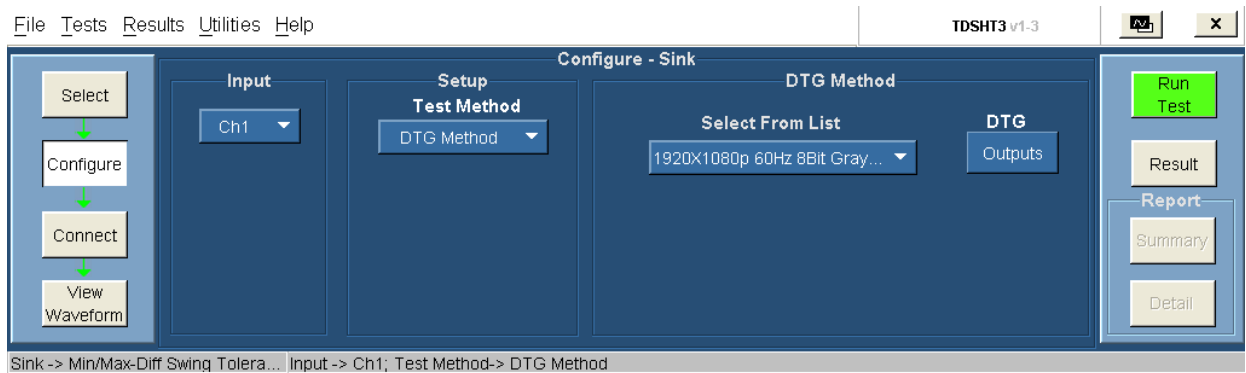 File Tests Results Utilities Help
TDSHT3 v1-3
x
Configure - Sink
Select
Configure
Connect
View
Waveform
Input
Ch1
Setup
Test Method
DTG Method
DTG Method
Select From List
1920X1080p 60Hz 8Bit Gray...
DTG
Outputs
Run
Test
Result
Report
Summary
Detail
Sink -> Min/Max-Diff Swing Tolera... Input -> Ch1; Test Method-> DTG Method